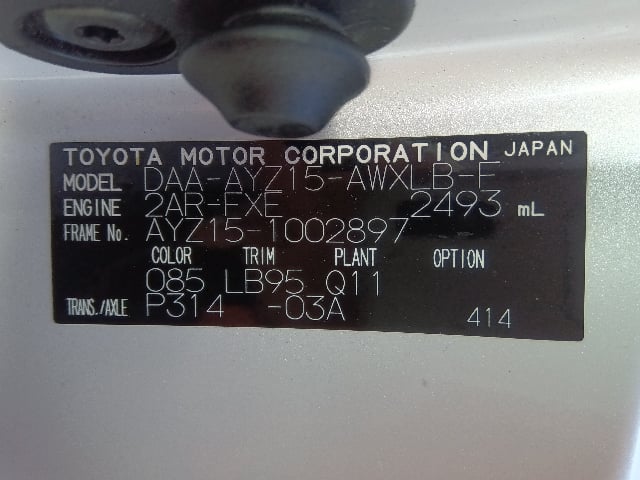 TOYOTA MOTOR CORPORATION JAPAN
MODEL DAA-AYZ15-AWXLB-F
ENGINE 2AR-FXE 2493 mL
FRAME No. AYZ15-1002897
COLOR TRIM PLANT OPTION
085 LB95 Q11
TRANS./AXLE P314 -03A 414